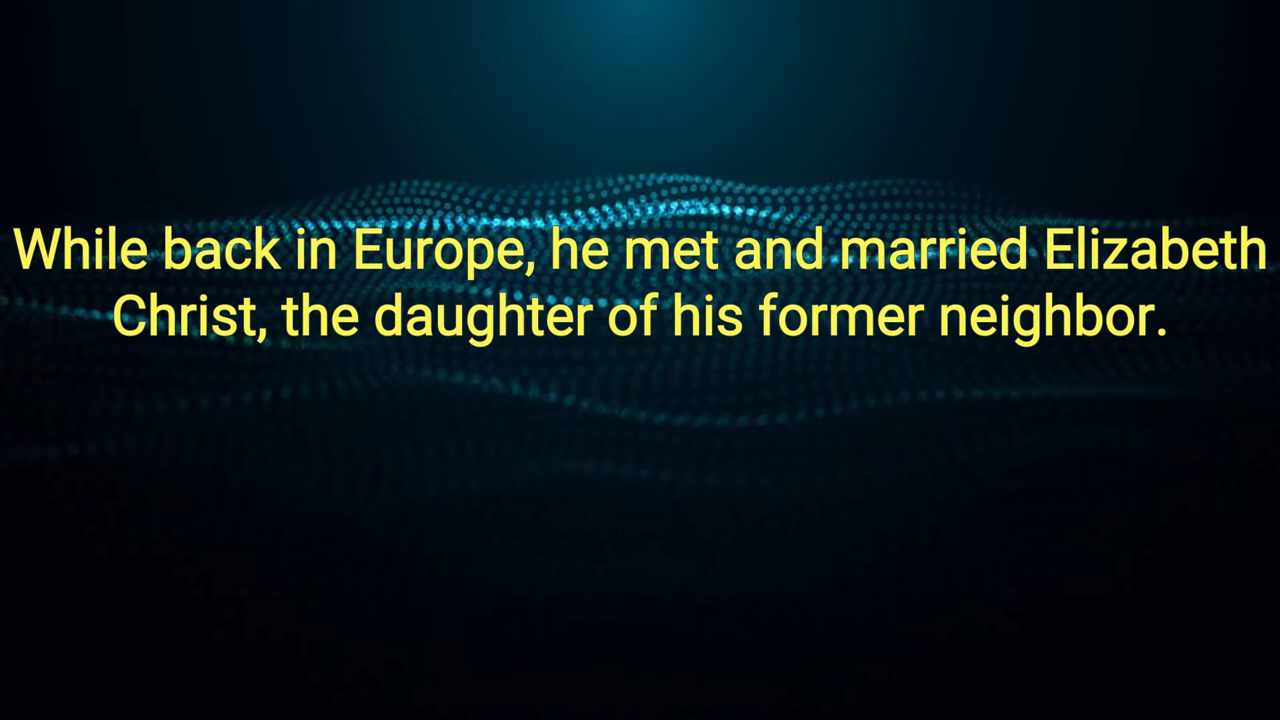 While back in Europe, he met and married Elizabeth
Christ, the daughter of his former neighbor.